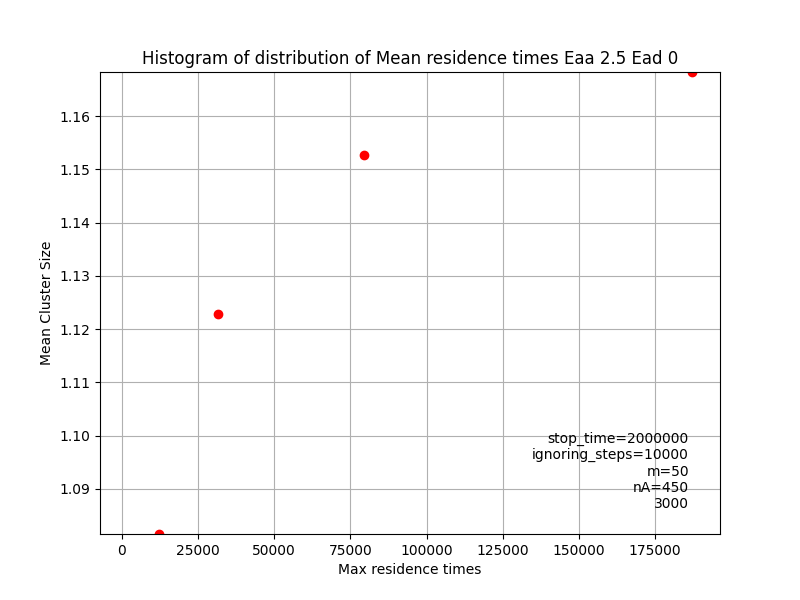 Histogram of distribution of Mean residence times Eaa 2.5 Ead 0
1.16
1.15
1.14
1.13
1.12
1.11
1.10
1.09
Mean Cluster Size
stop_time=2000000
ignoring_steps=10000
m=50
nA=450
3000
0 25000 50000 75000 100000 125000 150000 175000
Max residence times